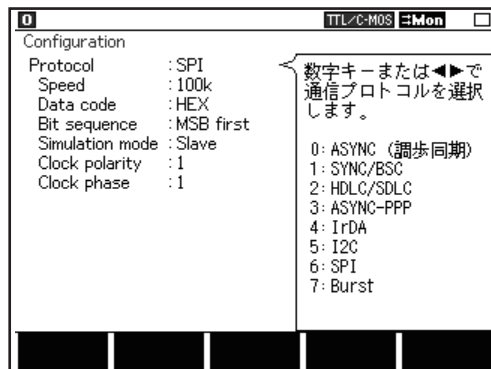 0 TTL/C-MOS ⇉Mon
Configuration
Protocol :SPI
Speed :100k
Data code :HEX
Bit sequence :MSB first
Simulation mode :Slave
Clock polarity :1
Clock phase :1
数字キーまたは◀▶で
通信プロトコルを選択
します。
0: ASYNC (調歩同期)
1: SYNC/BSC
2: HDLC/SDLC
3: ASYNC-PPP
4: IrDA
5: I2C
6: SPI
7: Burst